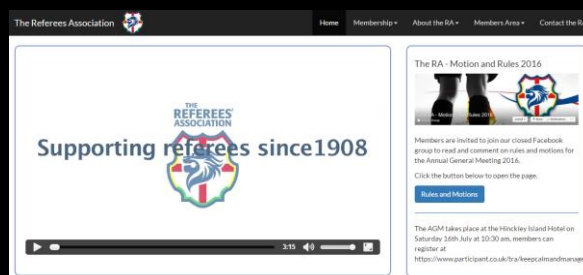 The Referees Association
Home Membership About the RA Members Area Contact the RA
THE
REFEREES'
ASSOCIATION
Supporting referees since1908
3:15
The RA - Motion and Rules 2016
Members are invited to join our closed Facebook
group to read and comment on rules and motions for
the Annual General Meeting 2016.
Click the button below to open the page.
Rules and Motions
The AGM takes place at the Hinckley Island Hotel on
Saturday 16th July at 10:30 am, members can
register at
https://www.participant.co.uk/tra/keepcalmandmanage